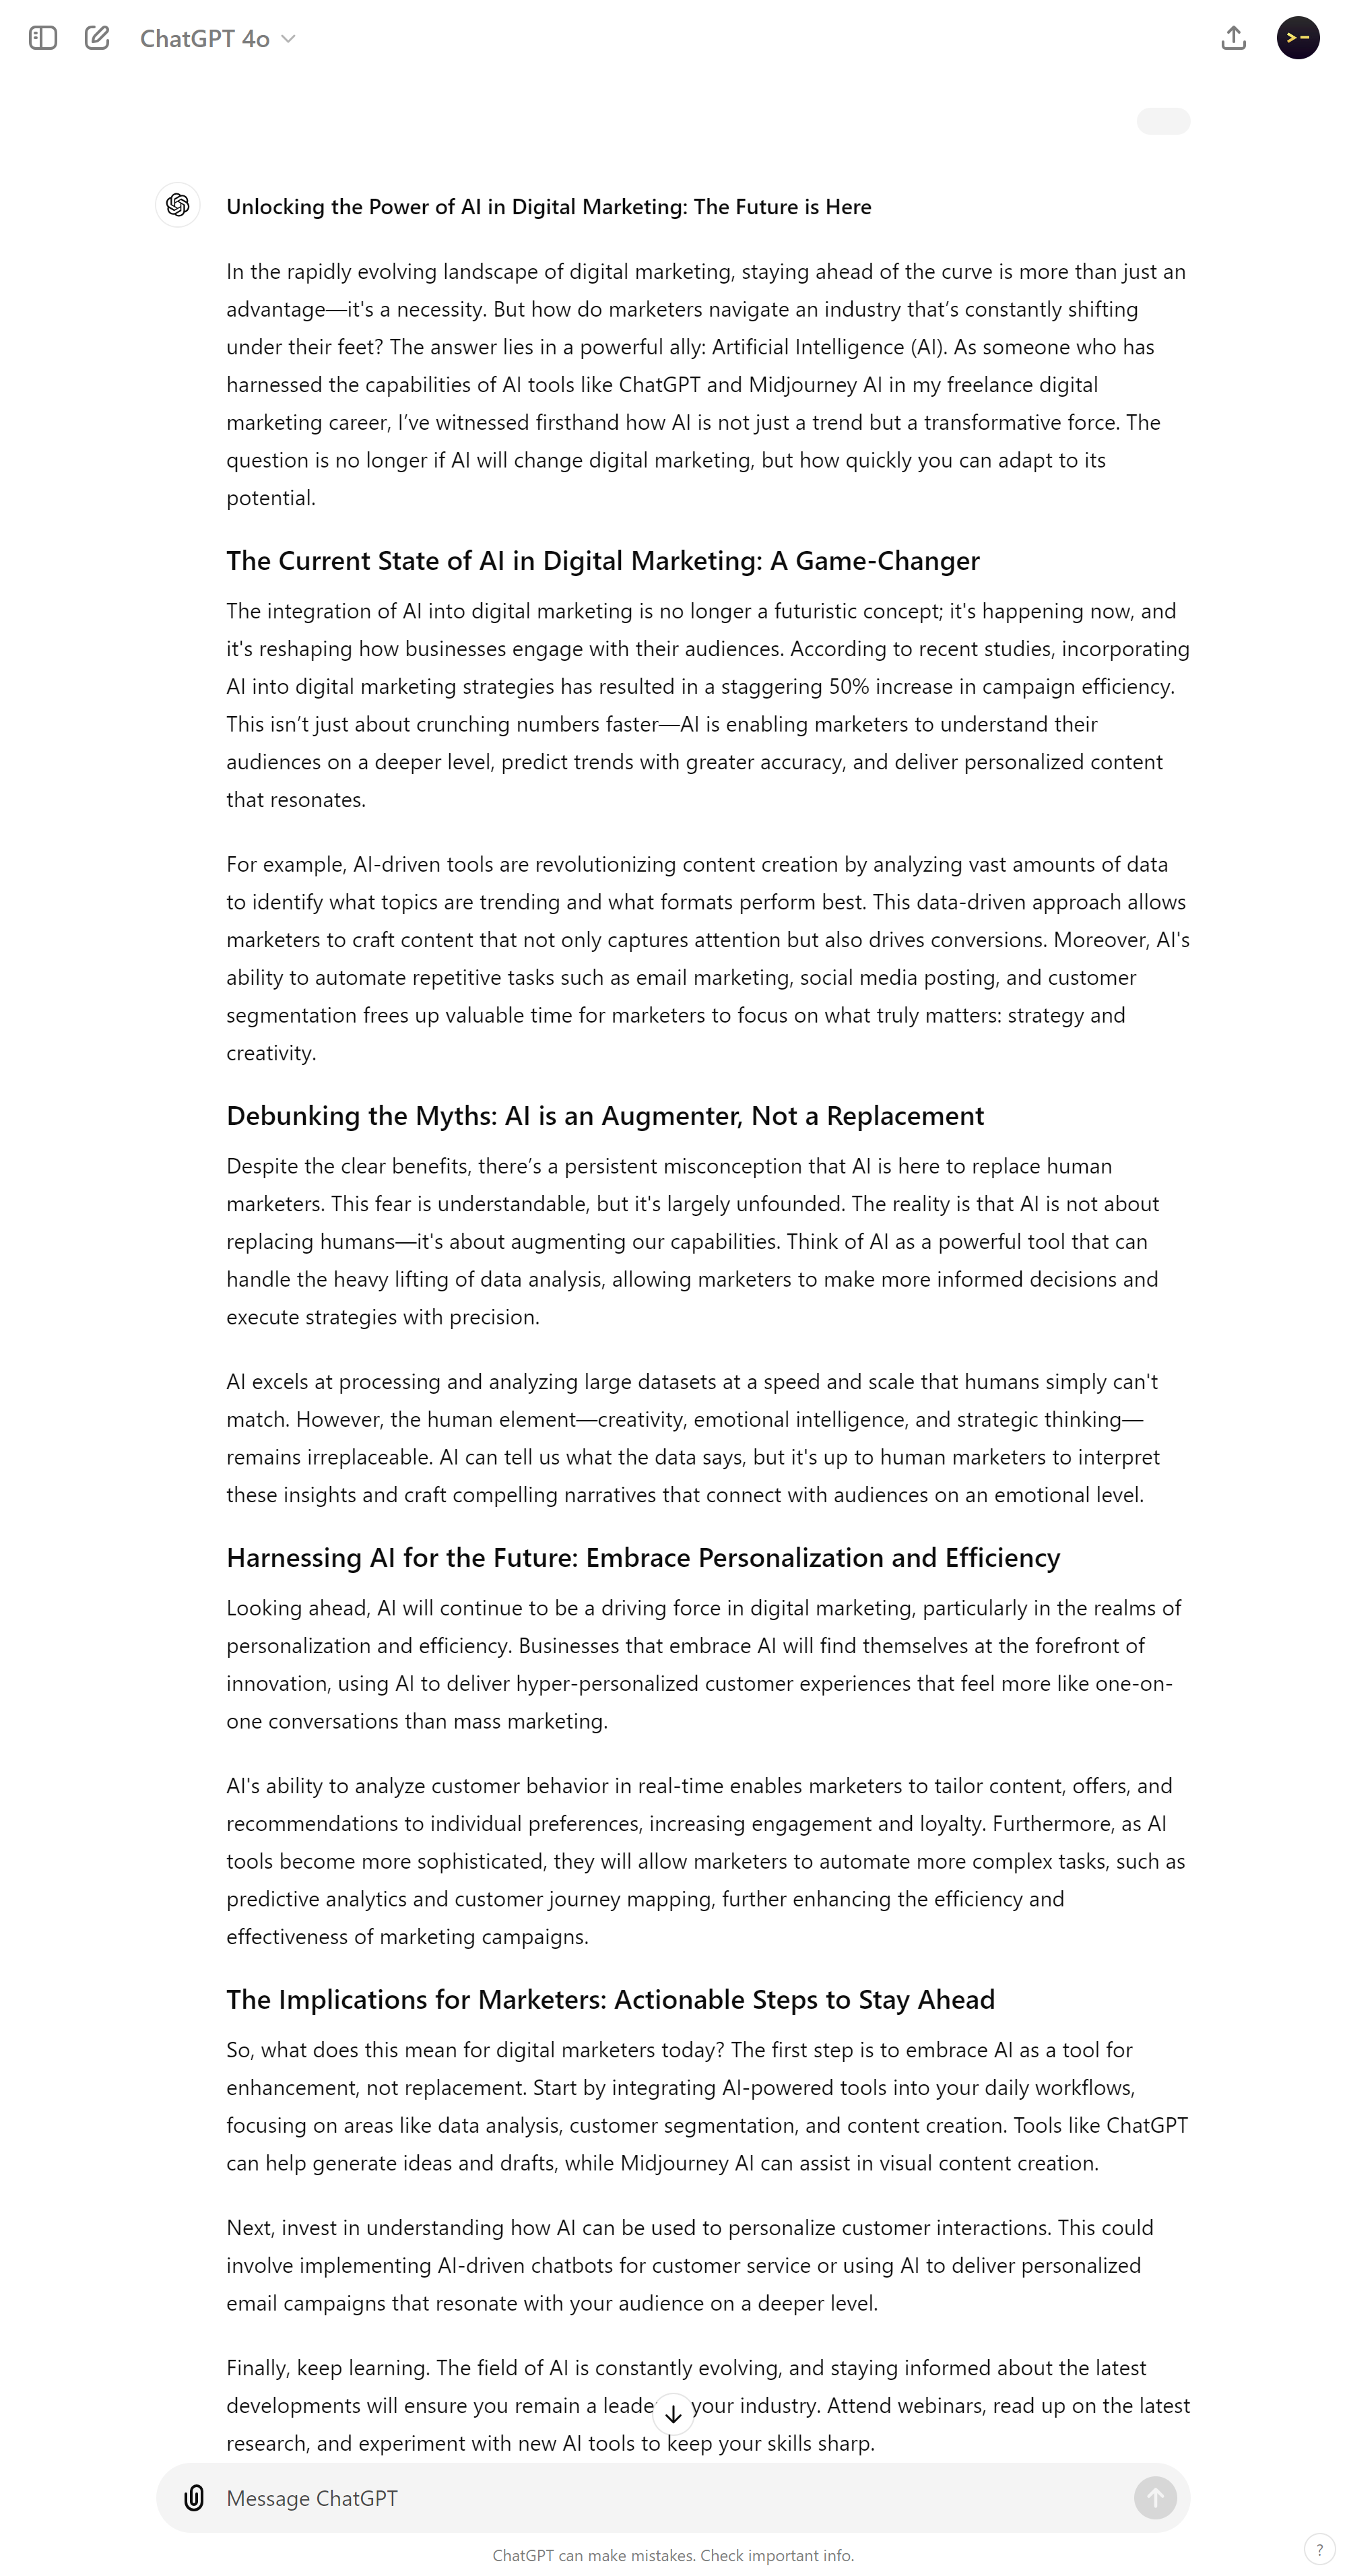 ChatGPT 4o
Unlocking the Power of AI in Digital Marketing: The Future is Here
In the rapidly evolving landscape of digital marketing, staying ahead of the curve is more than just an
advantage—it's a necessity. But how do marketers navigate an industry that’s constantly shifting
under their feet? The answer lies in a powerful ally: Artificial Intelligence (AI). As someone who has
harnessed the capabilities of AI tools like ChatGPT and Midjourney AI in my freelance digital
marketing career, I’ve witnessed firsthand how AI is not just a trend but a transformative force. The
question is no longer if AI will change digital marketing, but how quickly you can adapt to its
potential.
The Current State of AI in Digital Marketing: A Game-Changer
The integration of AI into digital marketing is no longer a futuristic concept; it's happening now, and
it's reshaping how businesses engage with their audiences. According to recent studies, incorporating
AI into digital marketing strategies has resulted in a staggering 50% increase in campaign efficiency.
This isn’t just about crunching numbers faster—AI is enabling marketers to understand their
audiences on a deeper level, predict trends with greater accuracy, and deliver personalized content
that resonates.
For example, AI-driven tools are revolutionizing content creation by analyzing vast amounts of data
to identify what topics are trending and what formats perform best. This data-driven approach allows
marketers to craft content that not only captures attention but also drives conversions. Moreover, AI's
ability to automate repetitive tasks such as email marketing, social media posting, and customer
segmentation frees up valuable time for marketers to focus on what truly matters: strategy and
creativity.
Debunking the Myths: AI is an Augmenter, Not a Replacement
Despite the clear benefits, there’s a persistent misconception that AI is here to replace human
marketers. This fear is understandable, but it's largely unfounded. The reality is that AI is not about
replacing humans—it's about augmenting our capabilities. Think of AI as a powerful tool that can
handle the heavy lifting of data analysis, allowing marketers to make more informed decisions and
execute strategies with precision.
AI excels at processing and analyzing large datasets at a speed and scale that humans simply can't
match. However, the human element—creativity, emotional intelligence, and strategic thinking—
remains irreplaceable. AI can tell us what the data says, but it's up to human marketers to interpret
these insights and craft compelling narratives that connect with audiences on an emotional level.
Harnessing AI for the Future: Embrace Personalization and Efficiency
Looking ahead, AI will continue to be a driving force in digital marketing, particularly in the realms of
personalization and efficiency. Businesses that embrace AI will find themselves at the forefront of
innovation, using AI to deliver hyper-personalized customer experiences that feel more like one-on-
one conversations than mass marketing.
AI's ability to analyze customer behavior in real-time enables marketers to tailor content, offers, and
recommendations to individual preferences, increasing engagement and loyalty. Furthermore, as AI
tools become more sophisticated, they will allow marketers to automate more complex tasks, such as
predictive analytics and customer journey mapping, further enhancing the efficiency and
effectiveness of marketing campaigns.
The Implications for Marketers: Actionable Steps to Stay Ahead
So, what does this mean for digital marketers today? The first step is to embrace AI as a tool for
enhancement, not replacement. Start by integrating AI-powered tools into your daily workflows,
focusing on areas like data analysis, customer segmentation, and content creation. Tools like ChatGPT
can help generate ideas and drafts, while Midjourney AI can assist in visual content creation.
Next, invest in understanding how AI can be used to personalize customer interactions. This could
involve implementing AI-driven chatbots for customer service or using AI to deliver personalized
email campaigns that resonate with your audience on a deeper level.
Finally, keep learning. The field of AI is constantly evolving, and staying informed about the latest
developments will ensure you remain a leade your industry. Attend webinars, read up on the latest
research, and experiment with new AI tools to keep your skills sharp.
Message ChatGPT
ChatGPT can make mistakes. Check important info.
?